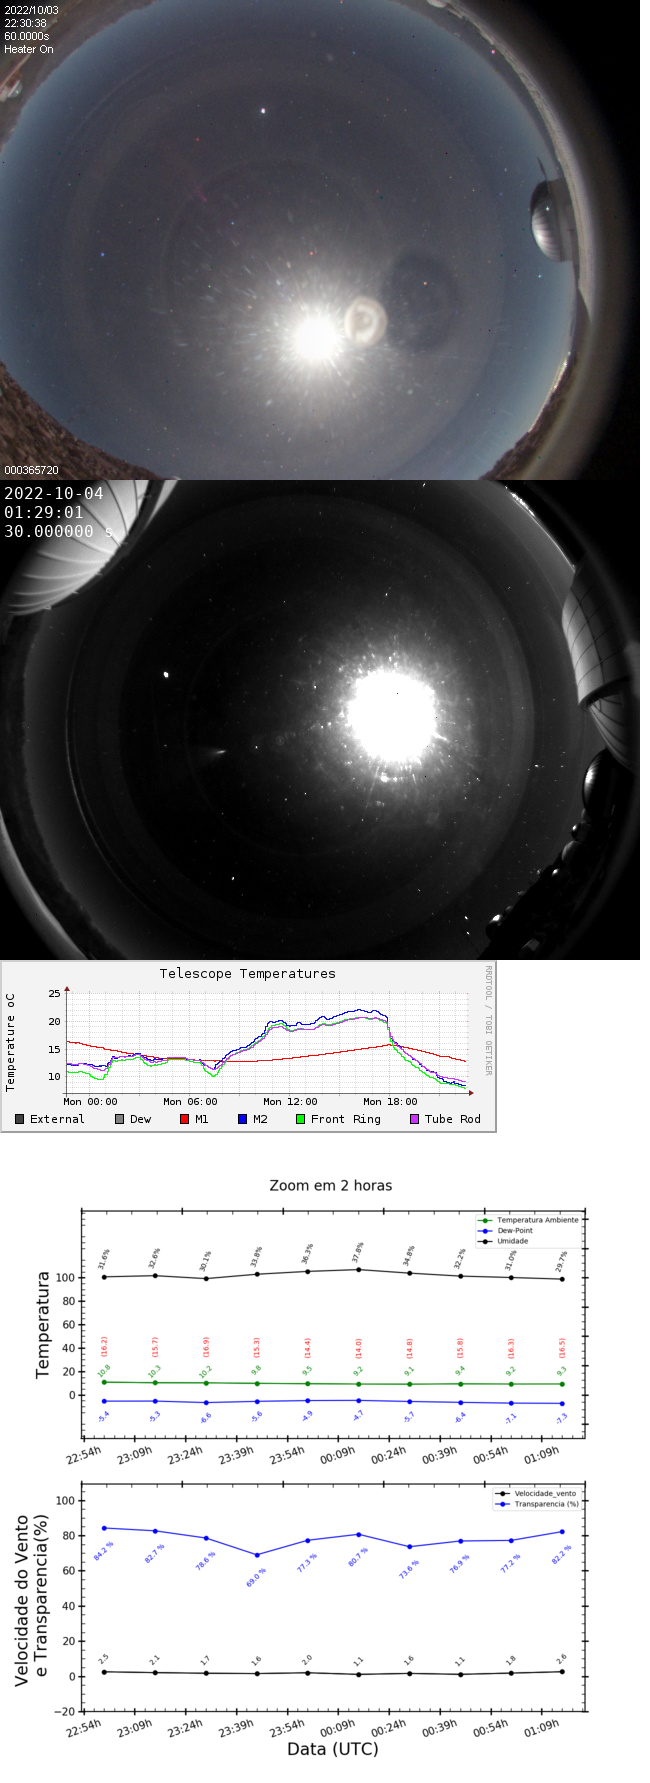 2022/10/03
22:30:38
60.0000s
Heater On
000365720
2022-10-04
01:29:01
30.000000 s
Telescope Temperatures
RRDTOOL / TOBI OETIKER
Temperature oC
25
20
15
10
Mon 00:00 Mon 06:00 Mon 12:00 Mon 18:00
External Dew M1 M2 Front Ring Tube Rod
Zoom em 2 horas
Temperatura Ambiente
Dew-Point
Umidade
Temperatura
31.6% 32.6% 30.1% 33.8% 36.3% 37.8% 34.8% 32.2% 31.0% 29.7%
100
80
60
40
20
0
(16.2) (15.7) (16.9) (15.3) (14.4) (14.0) (14.8) (15.8) (16.3) (16.5)
10.8 10.3 10.2 9.8 9.5 9.2 9.1 9.4 9.2 9.3
-5.4 -5.3 -6.6 -5.6 -4.9 -4.7 -5.7 -6.4 -7.1 -7.3
22:54h 23:09h 23:24h 23:39h 23:54h 00:09h 00:24h 00:39h 00:54h 01:09h
Velocidade_vento
Transparencia (%)
Velocidade do Vento
e Transparencia(%)
100
80
60
40
20
0
−20
84.2 % 82.7 % 78.6 % 69.0 % 77.3 % 80.7 % 73.6 % 76.9 % 77.2 % 82.2 %
2.5 2.1 1.7 1.6 2.0 1.1 1.6 1.1 1.8 2.6
22:54h 23:09h 23:24h 23:39h 23:54h 00:09h 00:24h 00:39h 00:54h 01:09h
Data (UTC)